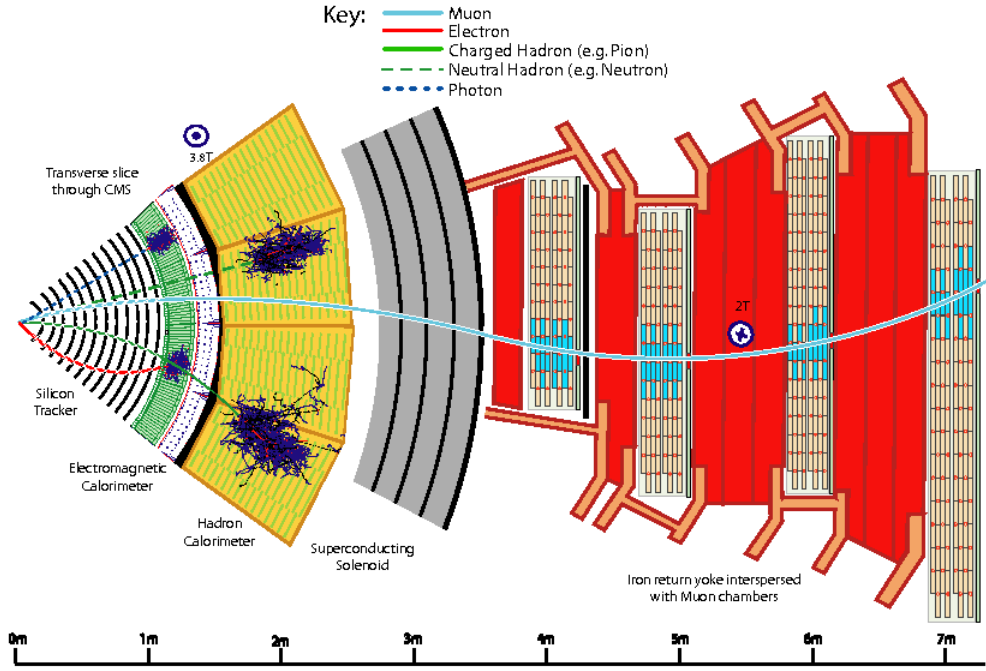 Key:
Muon
Electron
Charged Hadron (e.g. Pion)
Neutral Hadron (e.g. Neutron)
Photon
3.8T
Transverse slice
through CMS
2T
Silicon
Tracker
Electromagnetic
Calorimeter
Hadron
Calorimeter
Superconducting
Solenoid
Iron return yoke interspersed
with Muon chambers
0m 1m 2m 3m 4m 5m 6m 7m